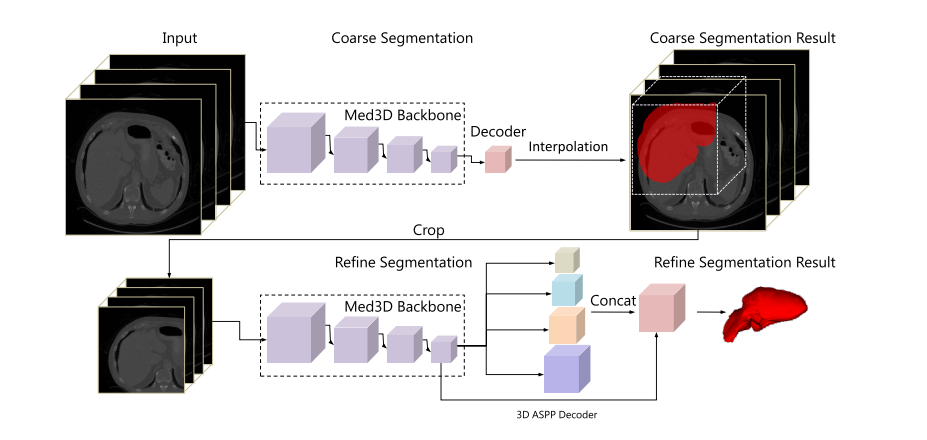 Input
Coarse Segmentation
Coarse Segmentation Result
Med3D Backbone
Decoder
Interpolation
Crop
Refine Segmentation
Refine Segmentation Result
Med3D Backbone
Concat
3D ASPP Decoder